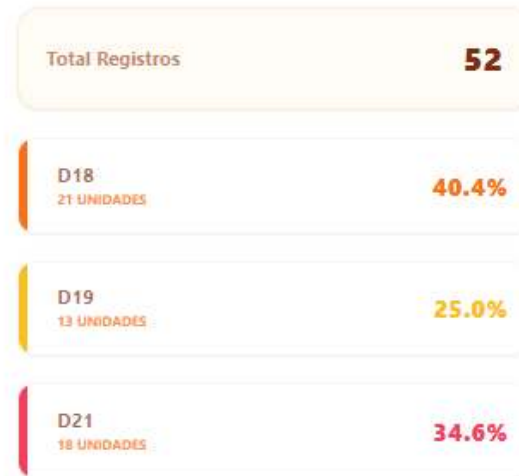 Total Registros 52
D18
21 UNIDADES
40.4%
D19
13 UNIDADES
25.0%
D21
18 UNIDADES
34.6%